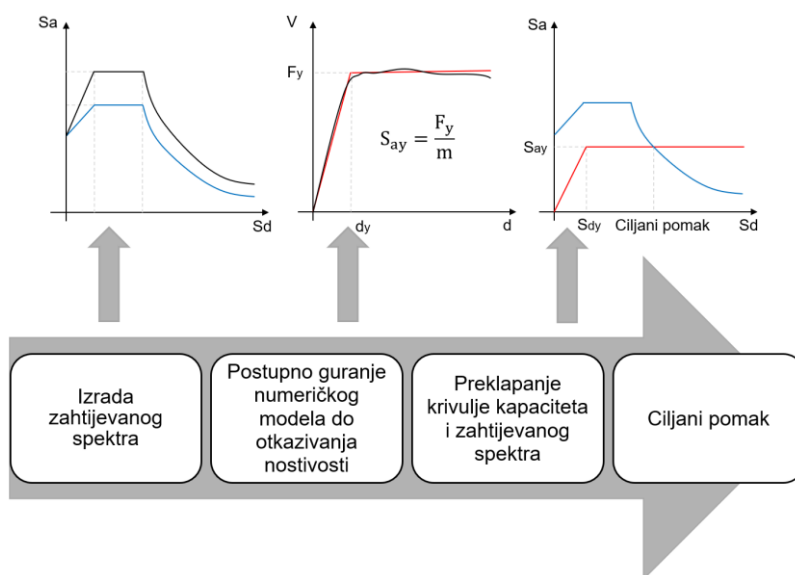 Sa
Sd
V
Fy
Say = Fy/m
dy
d
Sa
Say
Sdy
Ciljani pomak
Sd
Izrada
zahtijevanog
spektra
Postupno guranje
numeričkog
modela do
otkazivanja
nostivosti
Preklapanje
krivulje kapaciteta
i zahtijevanog
spektra
Ciljani pomak